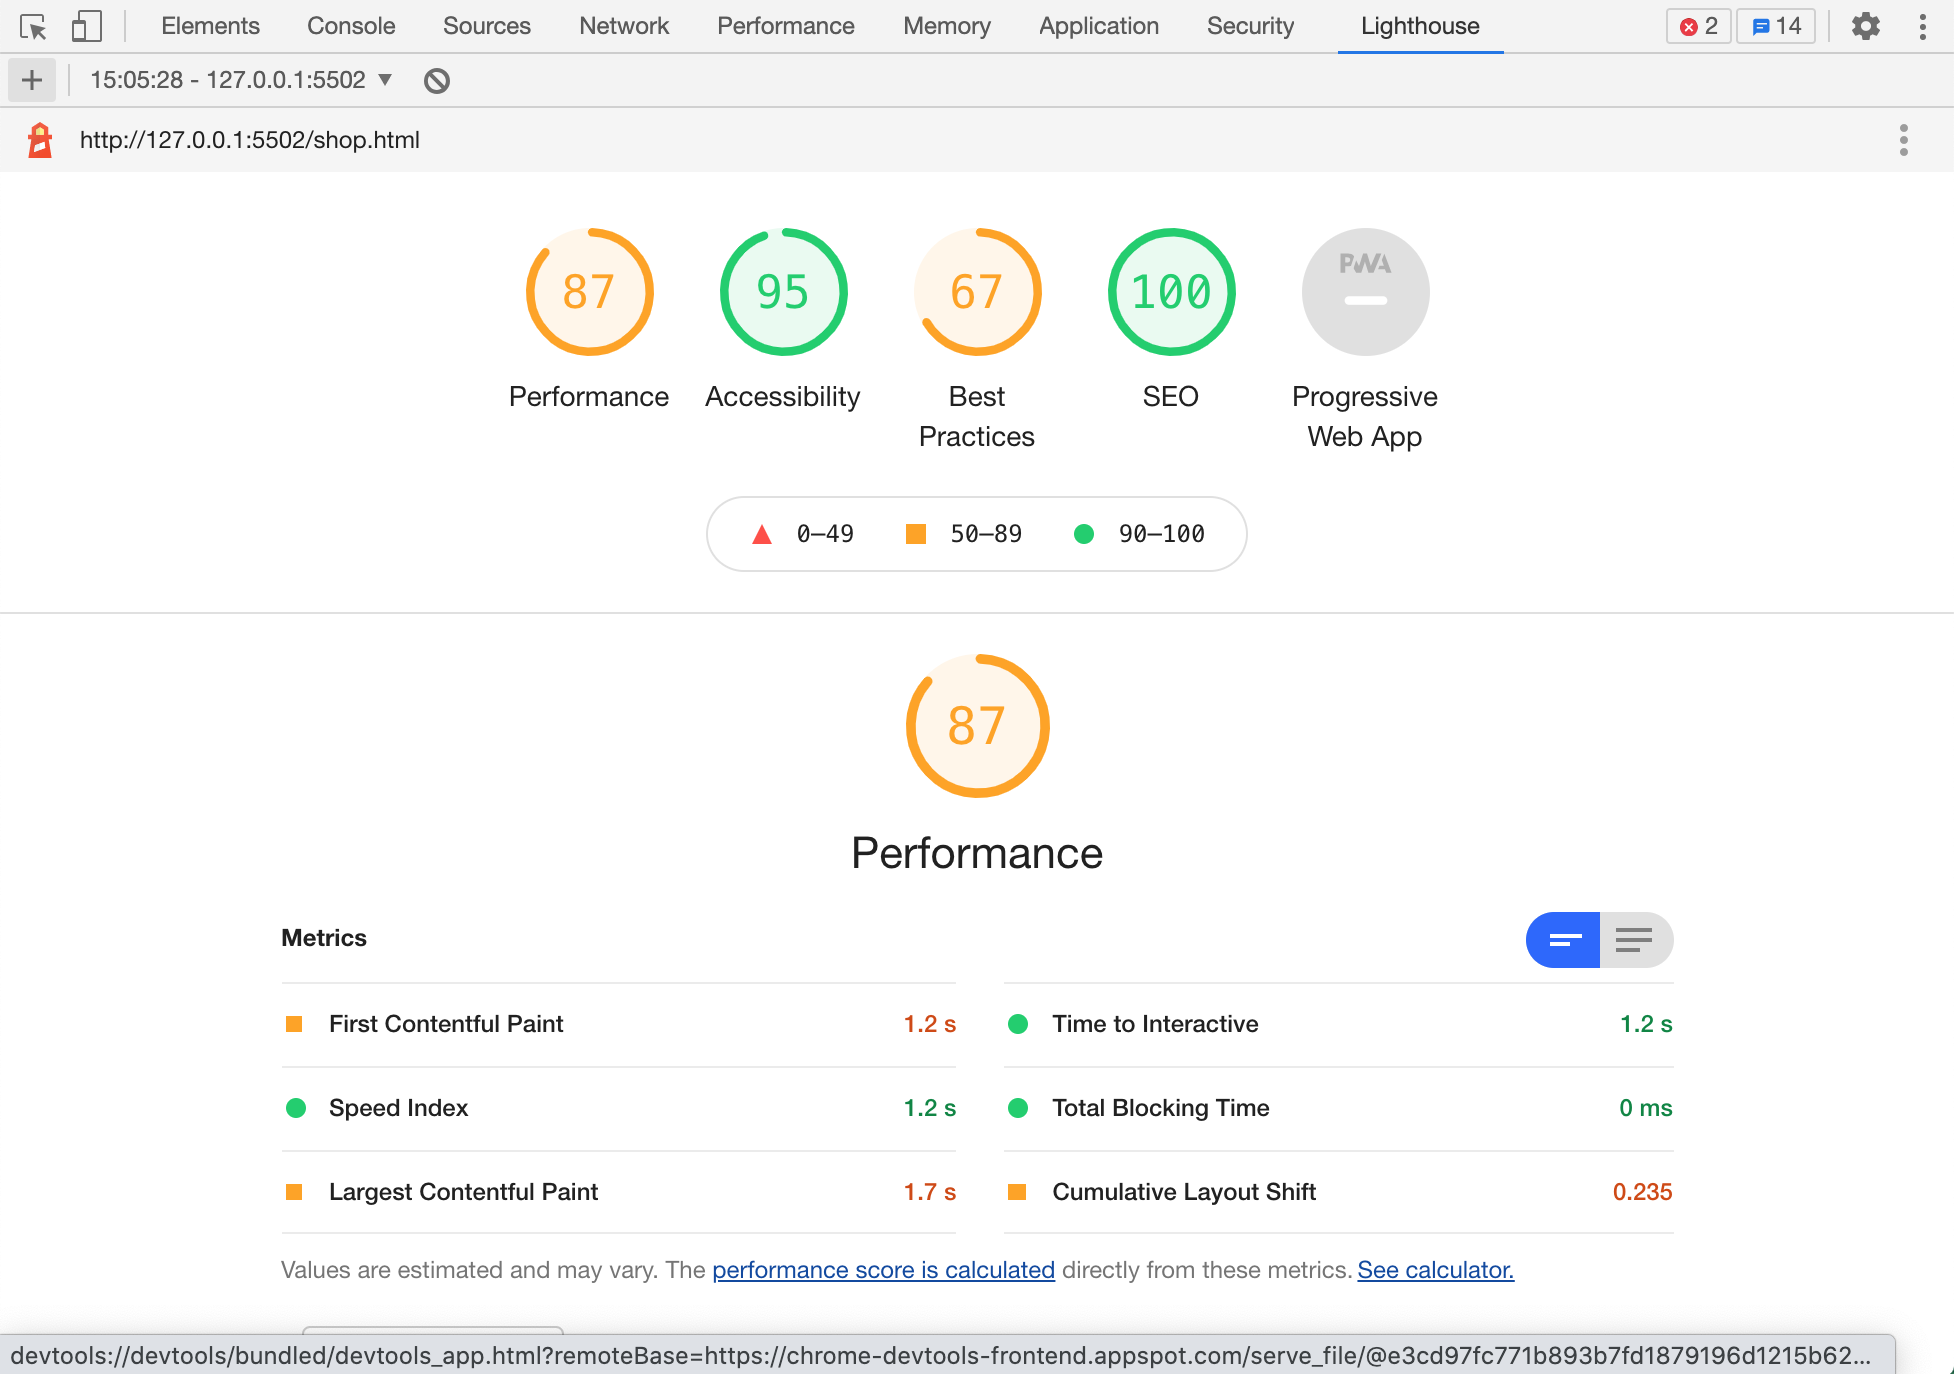 Elements Console Sources Network Performance Memory Application Security Lighthouse 2 14
15:05:28 - 127.0.0.1:5502
http://127.0.0.1:5502/shop.html
87 95 67 100 PWA
Performance Accessibility Best Practices SEO Progressive Web App
0–49 50–89 90–100
87
Performance
Metrics
First Contentful Paint 1.2 s Time to Interactive 1.2 s
Speed Index 1.2 s Total Blocking Time 0 ms
Largest Contentful Paint 1.7 s Cumulative Layout Shift 0.235
Values are estimated and may vary. The performance score is calculated directly from these metrics. See calculator.
devtools://devtools/bundled/devtools_app.html?remoteBase=https://chrome-devtools-frontend.appspot.com/serve_file/@e3cd97fc771b893b7fd1879196d1215b62...